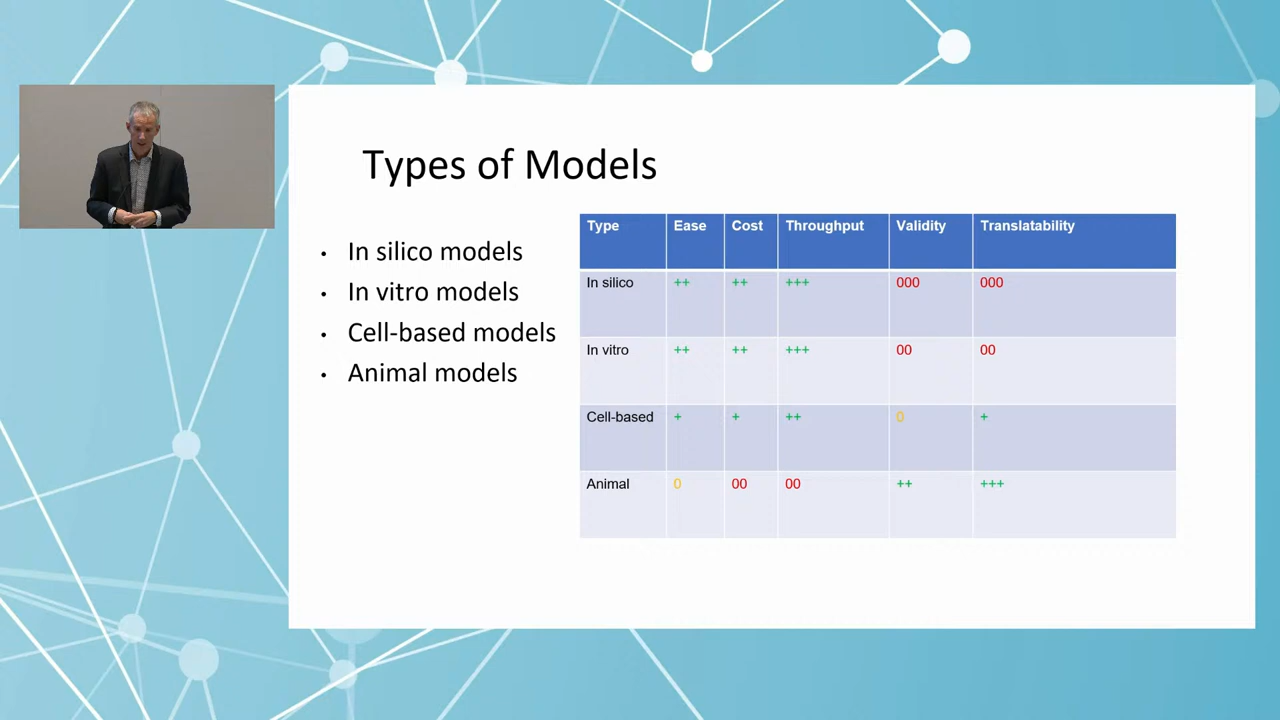 Types of Models
• In silico models
• In vitro models
• Cell-based models
• Animal models
Type Ease Cost Throughput Validity Translatability
In silico ++ ++ +++ 000 000
In vitro ++ ++ +++ 00 00
Cell-based + + ++ 0 +
Animal 0 00 00 ++ +++